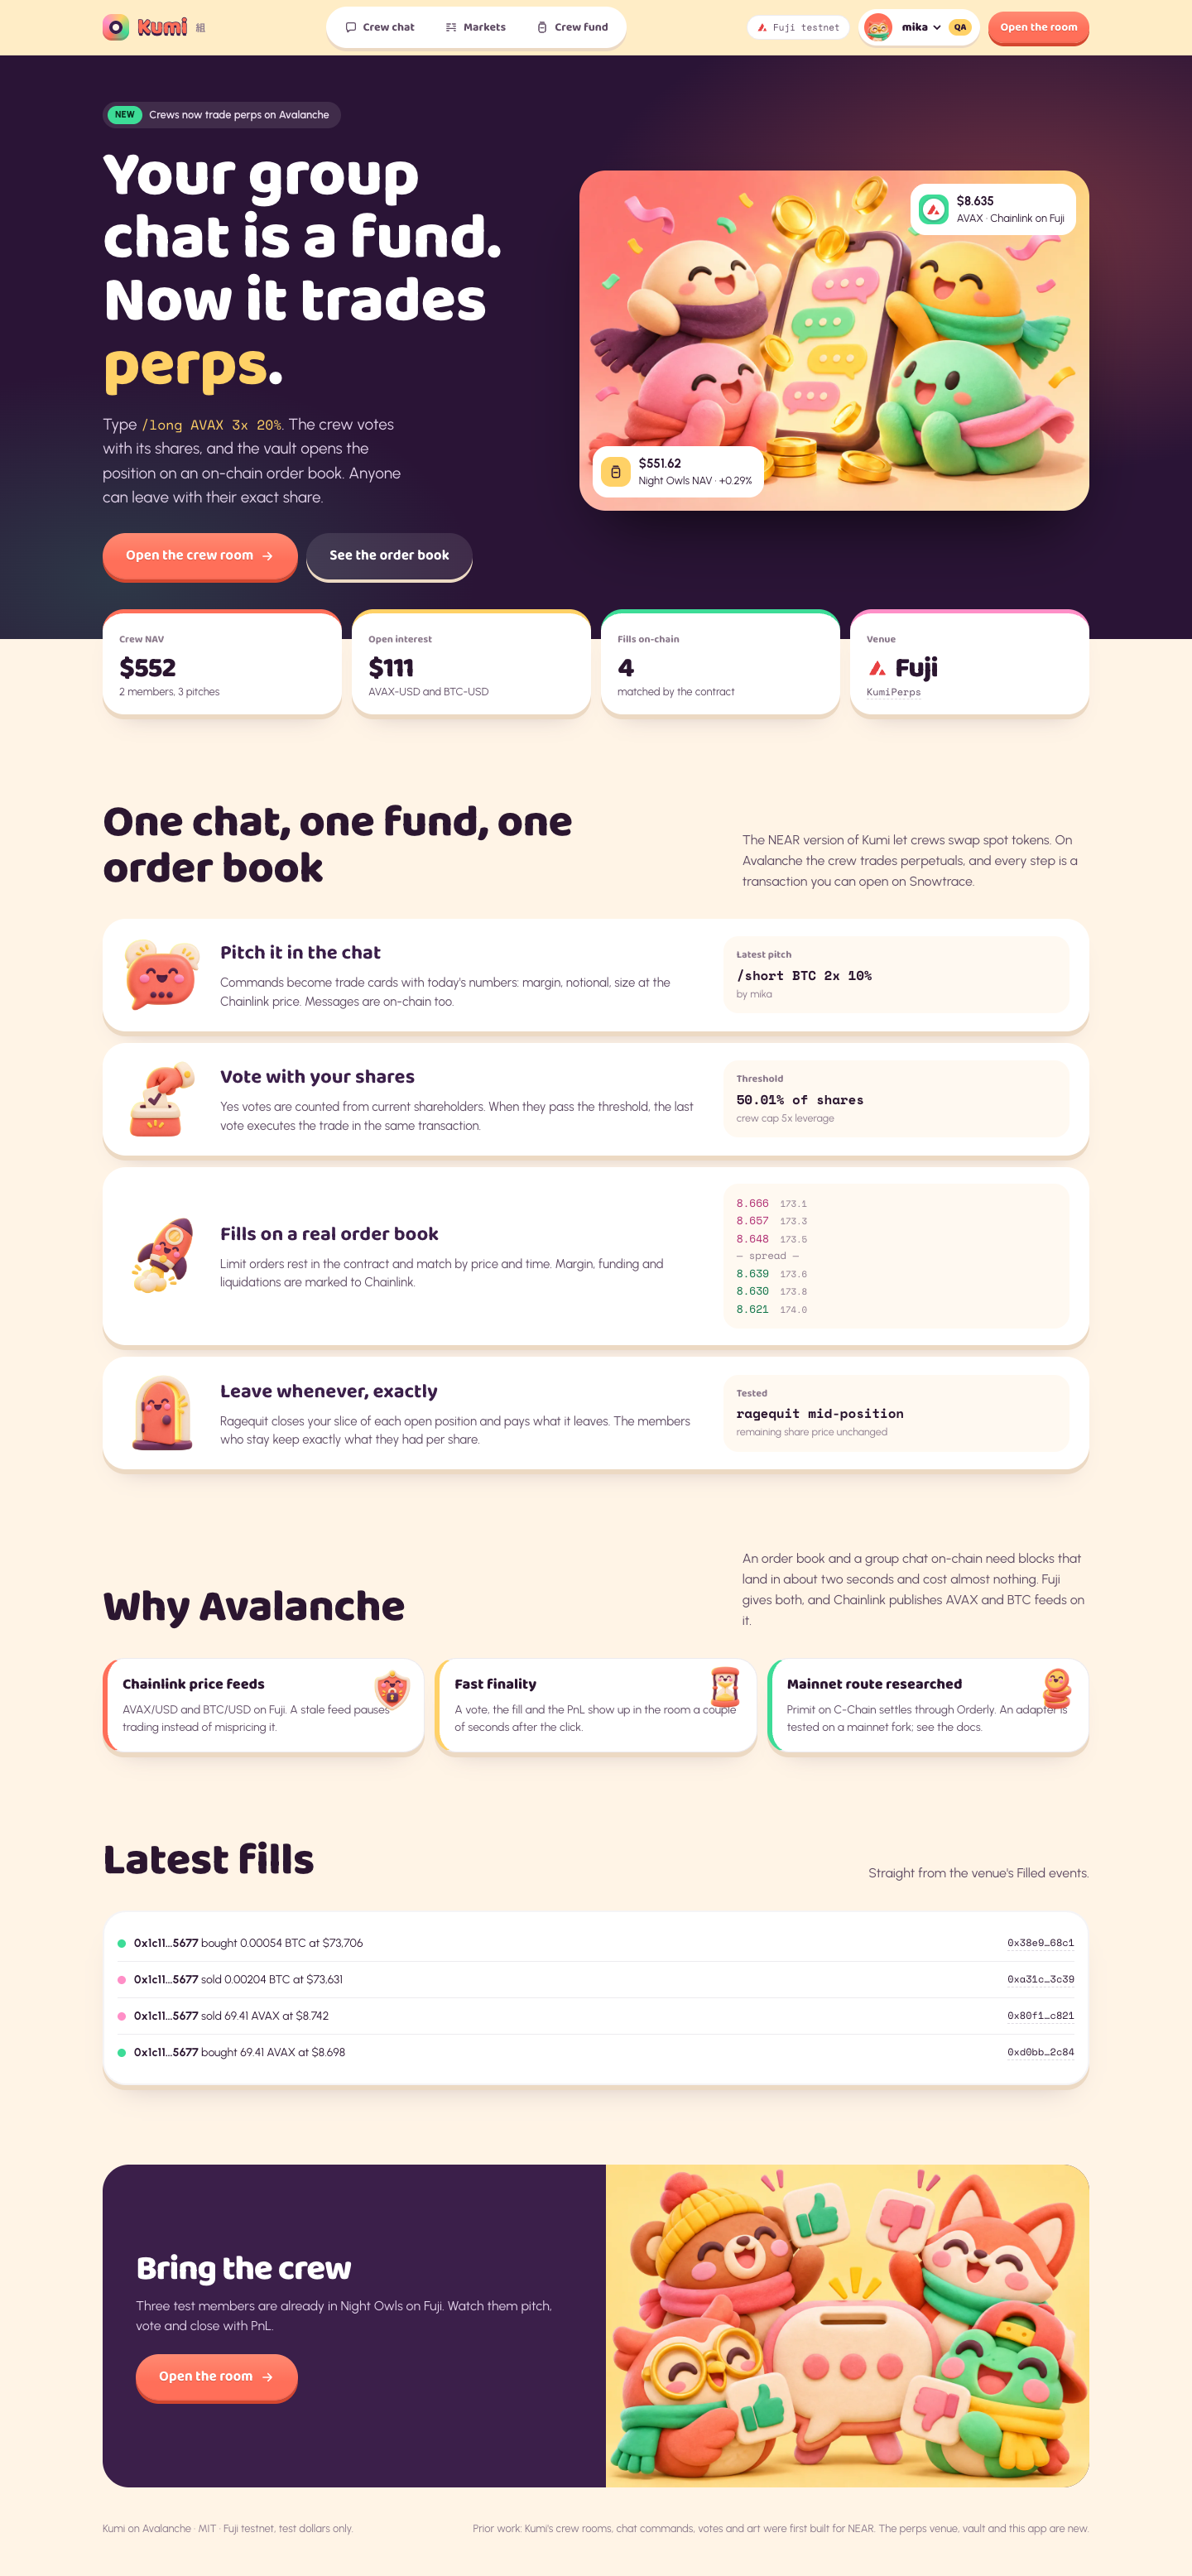 Kumi 組
Crew chat
Markets
Crew fund
Fuji testnet
mika
QA
Open the room
NEW Crews now trade perps on Avalanche
Your group
chat is a fund.
Now it trades
perps.
Type /long AVAX 3x 20%. The crew votes
with its shares, and the vault opens the
position on an on-chain order book. Anyone
can leave with their exact share.
Open the crew room →
See the order book
$8.635
AVAX · Chainlink on Fuji
$551.62
Night Owls NAV · +0.29%
Crew NAV
$552
2 members, 3 pitches
Open interest
$111
AVAX-USD and BTC-USD
Fills on-chain
4
matched by the contract
Venue
Fuji
KumiPerps
One chat, one fund, one
order book
The NEAR version of Kumi let crews swap spot tokens. On
Avalanche the crew trades perpetuals, and every step is a
transaction you can open on Snowtrace.
Pitch it in the chat
Commands become trade cards with today's numbers: margin, notional, size at the
Chainlink price. Messages are on-chain too.
Latest pitch
/short BTC 2x 10%
by mika
Vote with your shares
Yes votes are counted from current shareholders. When they pass the threshold, the last
vote executes the trade in the same transaction.
Threshold
50.01% of shares
crew cap 5x leverage
Fills on a real order book
Limit orders rest in the contract and match by price and time. Margin, funding and
liquidations are marked to Chainlink.
8.666 173.1
8.657 173.3
8.648 173.5
— spread —
8.639 173.6
8.630 173.8
8.621 174.0
Leave whenever, exactly
Ragequit closes your slice of each open position and pays what it leaves. The members
who stay keep exactly what they had per share.
Tested
ragequit mid-position
remaining share price unchanged
Why Avalanche
An order book and a group chat on-chain need blocks that
land in about two seconds and cost almost nothing. Fuji
gives both, and Chainlink publishes AVAX and BTC feeds on
it.
Chainlink price feeds
AVAX/USD and BTC/USD on Fuji. A stale feed pauses
trading instead of mispricing it.
Fast finality
A vote, the fill and the PnL show up in the room a couple
of seconds after the click.
Mainnet route researched
Primit on C-Chain settles through Orderly. An adapter is
tested on a mainnet fork; see the docs.
Latest fills
Straight from the venue's Filled events.
0x1c11…5677 bought 0.00054 BTC at $73,706
0x38e9…68c1
0x1c11…5677 sold 0.00204 BTC at $73,631
0xa31c…3c39
0x1c11…5677 sold 69.41 AVAX at $8.742
0x80f1…c821
0x1c11…5677 bought 69.41 AVAX at $8.698
0xd0bb…2c84
Bring the crew
Three test members are already in Night Owls on Fuji. Watch them pitch,
vote and close with PnL.
Open the room →
Kumi on Avalanche · MIT · Fuji testnet, test dollars only.
Prior work: Kumi's crew rooms, chat commands, votes and art were first built for NEAR. The perps venue, vault and this app are new.